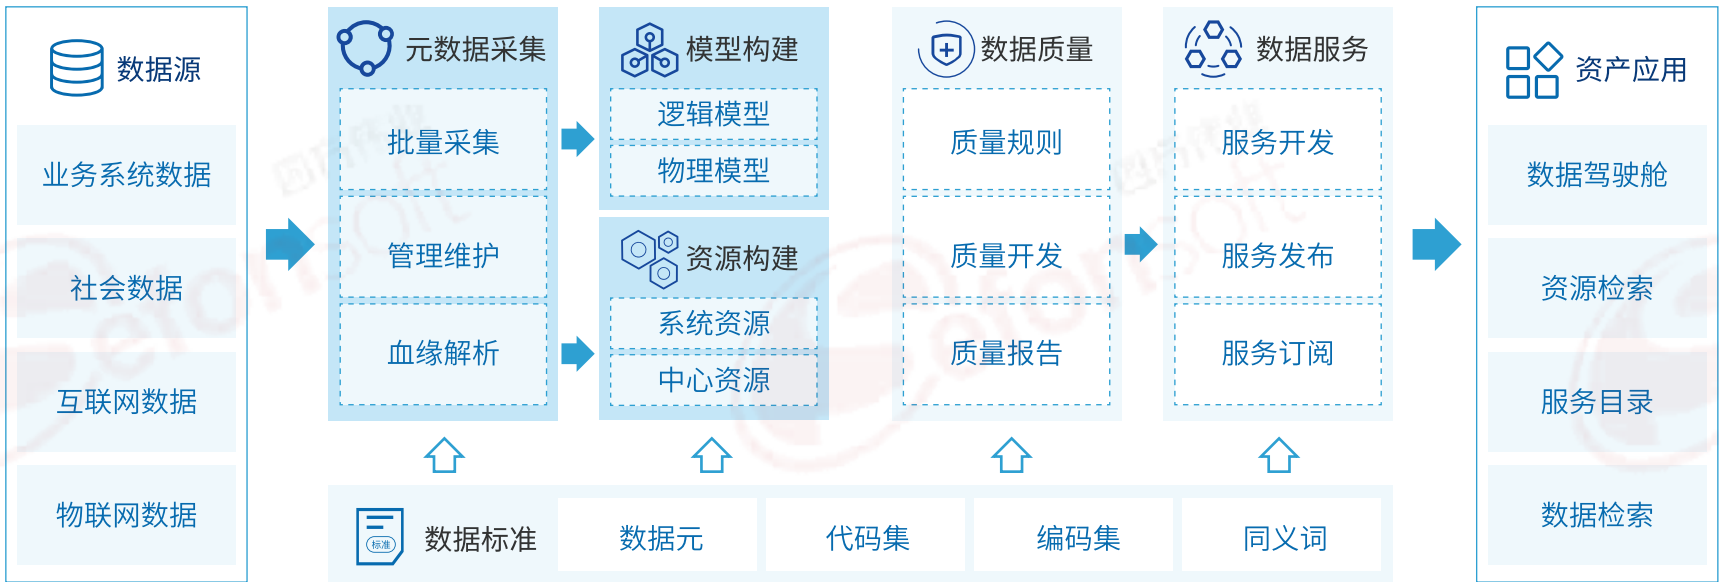 数据源
业务系统数据
社会数据
互联网数据
物联网数据
元数据采集
批量采集
管理维护
血缘解析
模型构建
逻辑模型
物理模型
资源构建
系统资源
中心资源
数据质量
质量规则
质量开发
质量报告
数据服务
服务开发
服务发布
服务订阅
标准
数据标准
数据元
代码集
编码集
同义词
资产应用
数据驾驶舱
资源检索
服务目录
数据检索
efortsoft
efortsoft